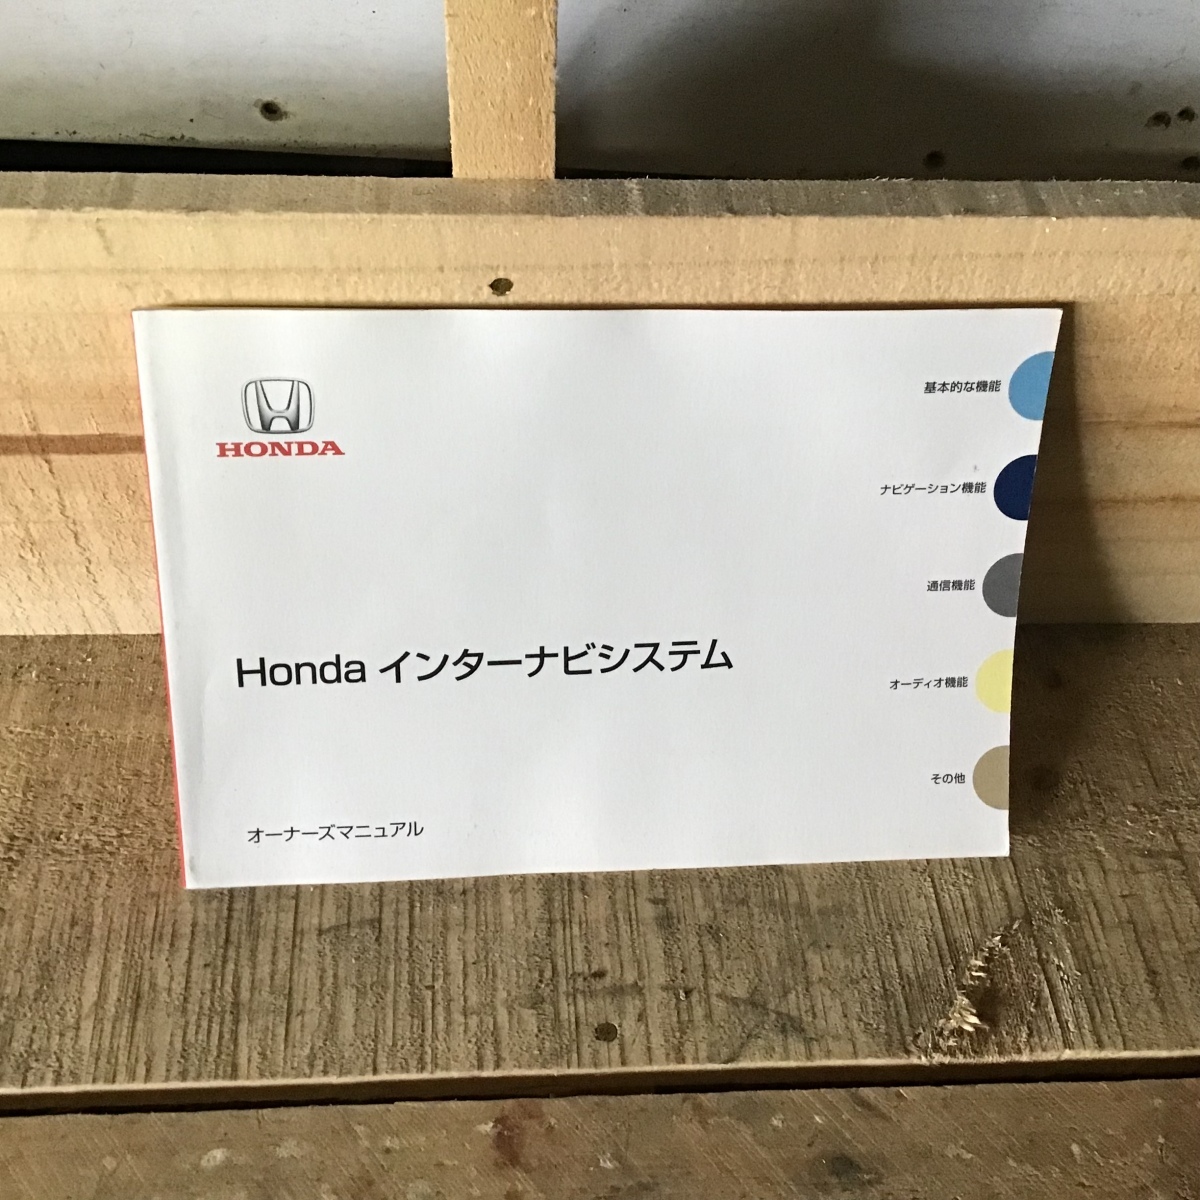 HONDA
Honda インターナビシステム
オーナーズマニュアル
基本的な機能
ナビゲーション機能
通信機能
オーディオ機能
その他